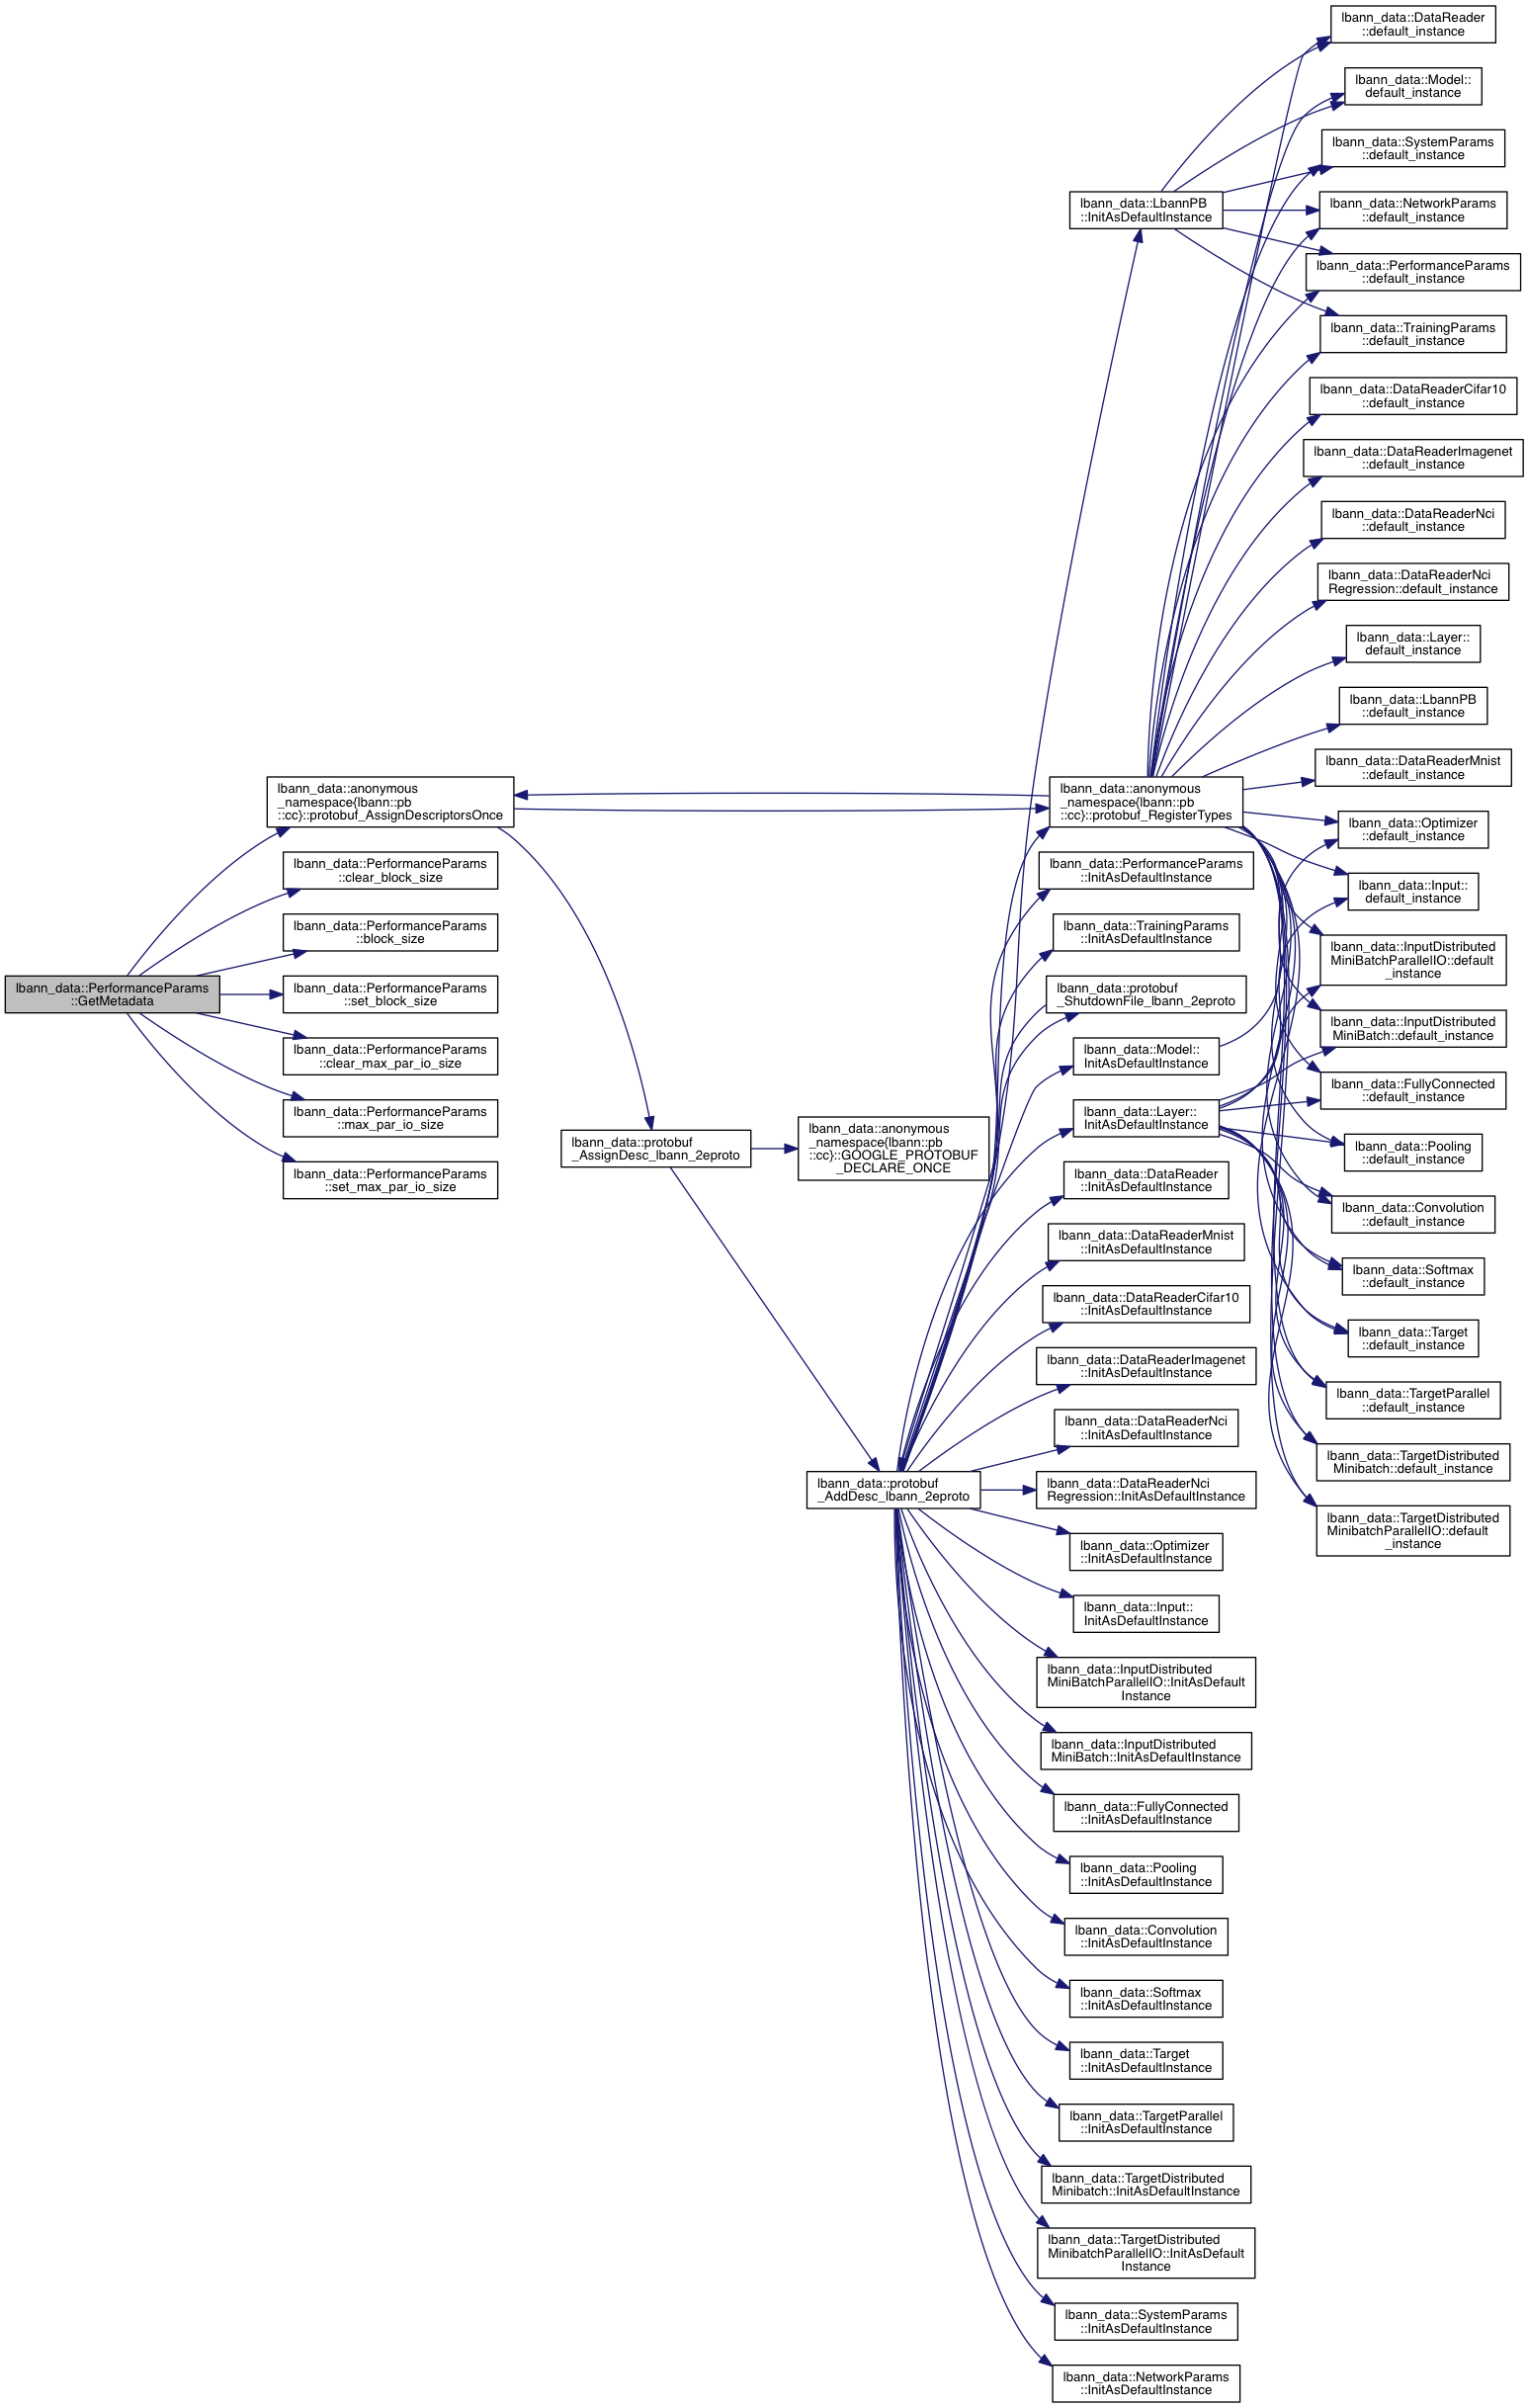 lbann_data::PerformanceParams
::GetMetadata
lbann_data::anonymous
_namespace{lbann::pb
::cc}::protobuf_AssignDescriptorsOnce
lbann_data::PerformanceParams
::clear_block_size
lbann_data::PerformanceParams
::block_size
lbann_data::PerformanceParams
::set_block_size
lbann_data::PerformanceParams
::clear_max_par_io_size
lbann_data::PerformanceParams
::max_par_io_size
lbann_data::PerformanceParams
::set_max_par_io_size
lbann_data::protobuf
_AssignDesc_lbann_2eproto
lbann_data::anonymous
_namespace{lbann::pb
::cc}::GOOGLE_PROTOBUF
_DECLARE_ONCE
lbann_data::protobuf
_AddDesc_lbann_2eproto
lbann_data::LbannPB
::InitAsDefaultInstance
lbann_data::anonymous
_namespace{lbann::pb
::cc}::protobuf_RegisterTypes
lbann_data::PerformanceParams
::InitAsDefaultInstance
lbann_data::TrainingParams
::InitAsDefaultInstance
lbann_data::protobuf
_ShutdownFile_lbann_2eproto
lbann_data::Model::
InitAsDefaultInstance
lbann_data::Layer::
InitAsDefaultInstance
lbann_data::DataReader
::InitAsDefaultInstance
lbann_data::DataReaderMnist
::InitAsDefaultInstance
lbann_data::DataReaderCifar10
::InitAsDefaultInstance
lbann_data::DataReaderImagenet
::InitAsDefaultInstance
lbann_data::DataReaderNci
::InitAsDefaultInstance
lbann_data::DataReaderNci
Regression::InitAsDefaultInstance
lbann_data::Optimizer
::InitAsDefaultInstance
lbann_data::Input::
InitAsDefaultInstance
lbann_data::InputDistributed
MiniBatchParallelIO::InitAsDefault
Instance
lbann_data::InputDistributed
MiniBatch::InitAsDefaultInstance
lbann_data::FullyConnected
::InitAsDefaultInstance
lbann_data::Pooling
::InitAsDefaultInstance
lbann_data::Convolution
::InitAsDefaultInstance
lbann_data::Softmax
::InitAsDefaultInstance
lbann_data::Target
::InitAsDefaultInstance
lbann_data::TargetParallel
::InitAsDefaultInstance
lbann_data::TargetDistributed
Minibatch::InitAsDefaultInstance
lbann_data::TargetDistributed
MinibatchParallelIO::InitAsDefault
Instance
lbann_data::SystemParams
::InitAsDefaultInstance
lbann_data::NetworkParams
::InitAsDefaultInstance
lbann_data::DataReader
::default_instance
lbann_data::Model::
default_instance
lbann_data::SystemParams
::default_instance
lbann_data::NetworkParams
::default_instance
lbann_data::PerformanceParams
::default_instance
lbann_data::TrainingParams
::default_instance
lbann_data::DataReaderCifar10
::default_instance
lbann_data::DataReaderImagenet
::default_instance
lbann_data::DataReaderNci
::default_instance
lbann_data::DataReaderNci
Regression::default_instance
lbann_data::Layer::
default_instance
lbann_data::LbannPB
::default_instance
lbann_data::DataReaderMnist
::default_instance
lbann_data::Optimizer
::default_instance
lbann_data::Input::
default_instance
lbann_data::InputDistributed
MiniBatchParallelIO::default
_instance
lbann_data::InputDistributed
MiniBatch::default_instance
lbann_data::FullyConnected
::default_instance
lbann_data::Pooling
::default_instance
lbann_data::Convolution
::default_instance
lbann_data::Softmax
::default_instance
lbann_data::Target
::default_instance
lbann_data::TargetParallel
::default_instance
lbann_data::TargetDistributed
Minibatch::default_instance
lbann_data::TargetDistributed
MinibatchParallelIO::default
_instance